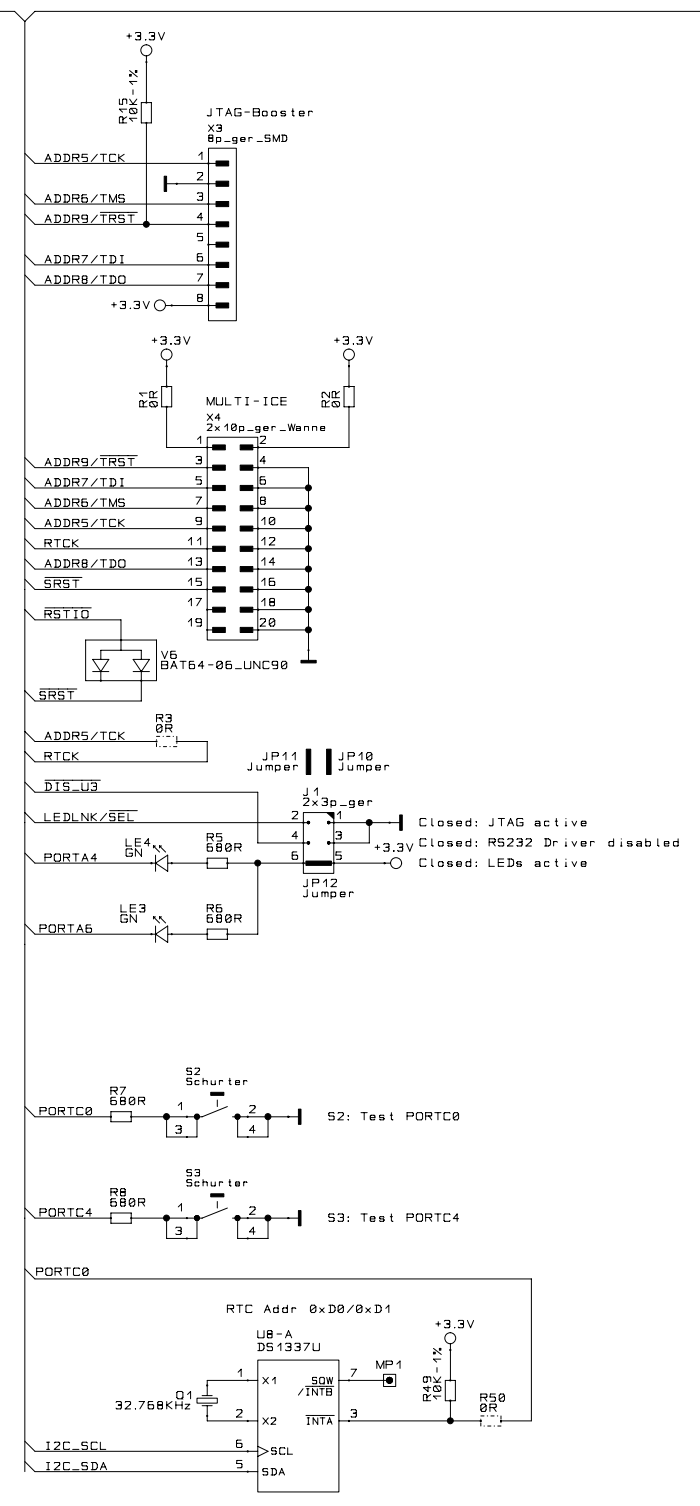 +3.3V
R15
10K-1%
JTAG-Booster
X3
8p_ger_SMD
ADDR5/TCK 1
2
ADDR6/TMS 3
ADDR9/TRST 4
5
ADDR7/TDI 6
ADDR8/TDO 7
+3.3V 8
+3.3V +3.3V
R1
0R
R2
0R
MULTI-ICE
X4
2x10p_ger_Wanne
1 2
ADDR9/TRST 3 4
ADDR7/TDI 5 6
ADDR6/TMS 7 8
ADDR5/TCK 9 10
RTCK 11 12
ADDR8/TDO 13 14
SRST 15 16
17 18
19 20
RSTIO
V6
BAT64-06_UNC90
SRST
R3
0R
ADDR5/TCK
RTCK
JP11
Jumper
JP10
Jumper
DIS_U3
J1
2x3p_ger
LEDLNK/SEL 2 1 Closed: JTAG active
4 3 Closed: RS232 Driver disabled
+3.3V
PORTA4 6 5 Closed: LEDs active
LE4
GN
R5
680R
JP12
Jumper
LE3
GN
R6
680R
PORTA6
S2
Schurter
R7
680R
PORTC0 1 2 S2: Test PORTC0
3 4
S3
Schurter
R8
680R
PORTC4 1 2 S3: Test PORTC4
3 4
PORTC0
RTC Addr 0xD0/0xD1
U8-A
DS1337U
+3.3V
MP1
1 X1 SQW 7
/INTB
R49
10K-1%
R50
0R
Q1
32.768KHz
2 X2 INTA 3
I2C_SCL 6 SCL
I2C_SDA 5 SDA